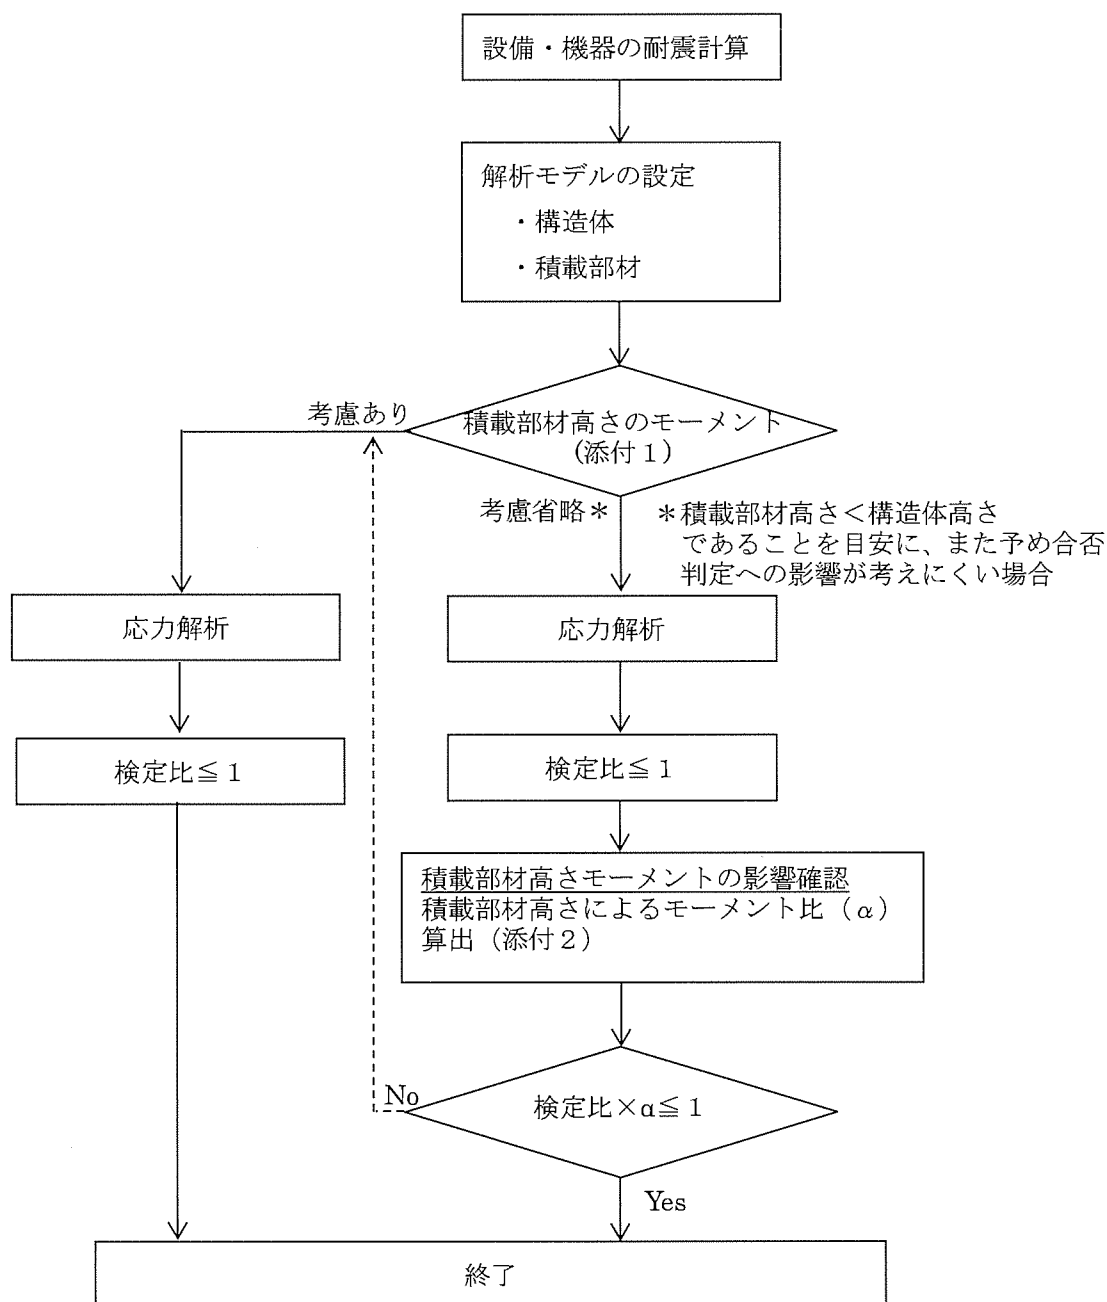 設備・機器の耐震計算
解析モデルの設定
・構造体
・積載部材
考慮あり
積載部材高さのモーメント
(添付１)
考慮省略＊
＊積載部材高さ＜構造体高さ
であることを目安に、また予め合否
判定への影響が考えにくい場合
応力解析
応力解析
検定比≦１
検定比≦１
積載部材高さモーメントの影響確認
積載部材高さによるモーメント比（α）
算出（添付２）
No
検定比×α≦１
Yes
終了